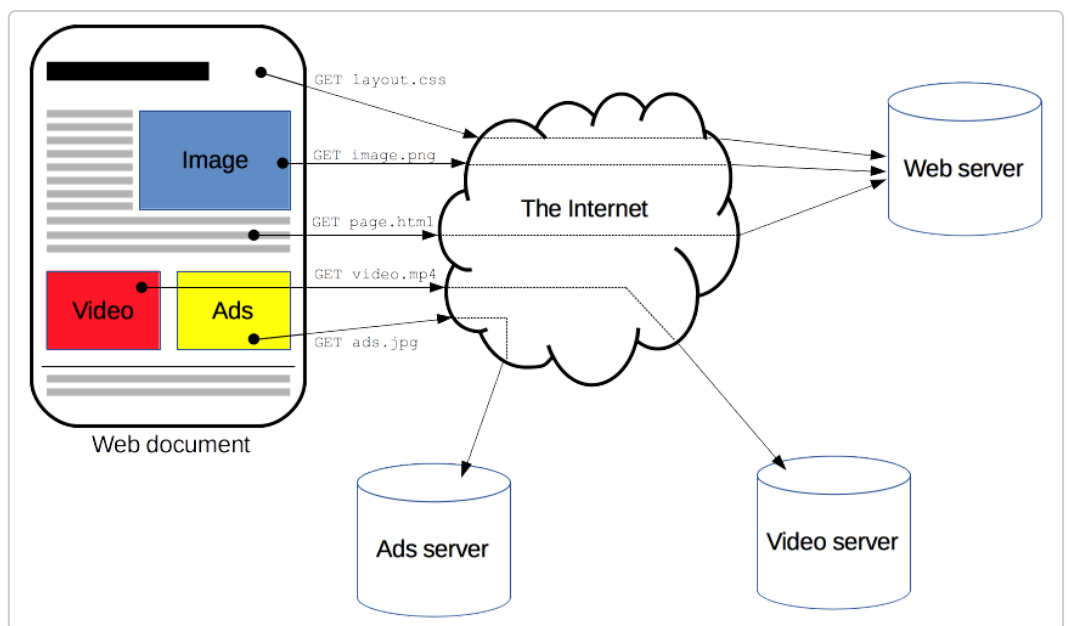 GET layout.css
Image
GET image.png
Web server
The Internet
GET page.html
GET video.mp4
Video
Ads
GET ads.jpg
Web document
Ads server
Video server